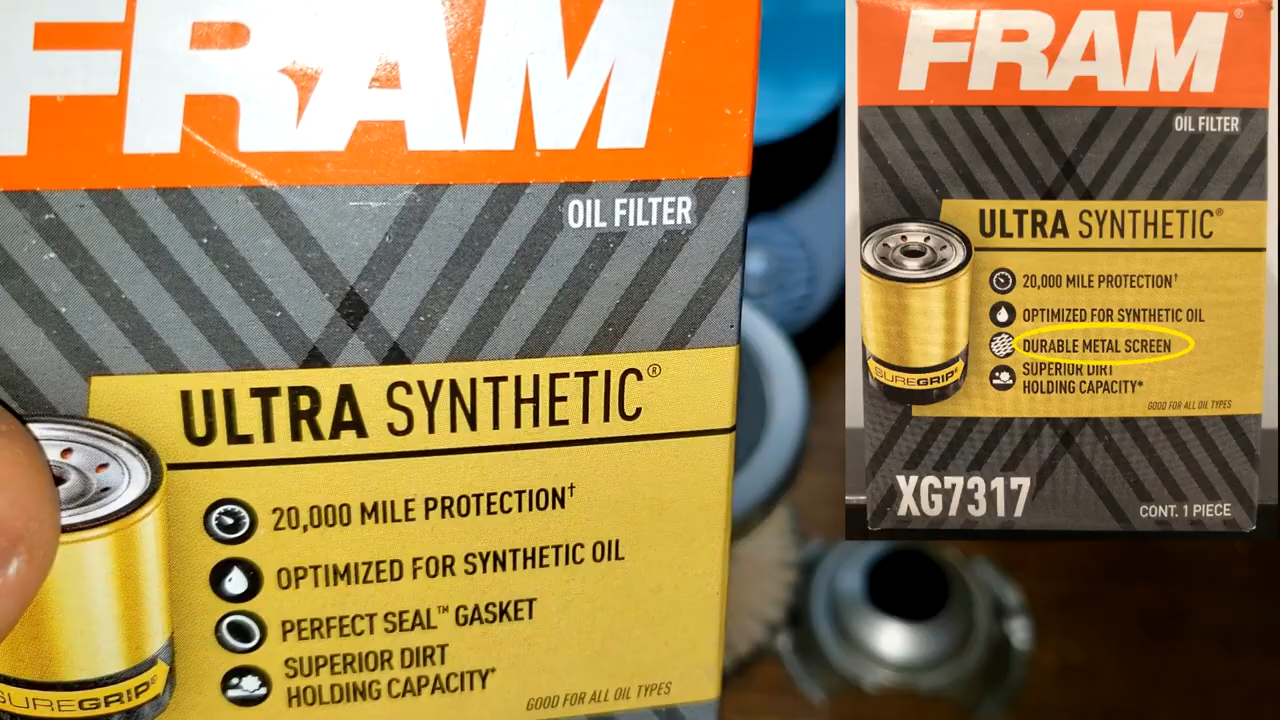 FRAM
OIL FILTER
ULTRA SYNTHETIC®
20,000 MILE PROTECTION†
OPTIMIZED FOR SYNTHETIC OIL
PERFECT SEAL™ GASKET
SUPERIOR DIRT
HOLDING CAPACITY*
GOOD FOR ALL OIL TYPES
SUREGRIP®
FRAM®
OIL FILTER
ULTRA SYNTHETIC®
20,000 MILE PROTECTION†
OPTIMIZED FOR SYNTHETIC OIL
DURABLE METAL SCREEN
SUPERIOR DIRT
HOLDING CAPACITY*
SUREGRIP®
GOOD FOR ALL OIL TYPES
XG7317
CONT. 1 PIECE